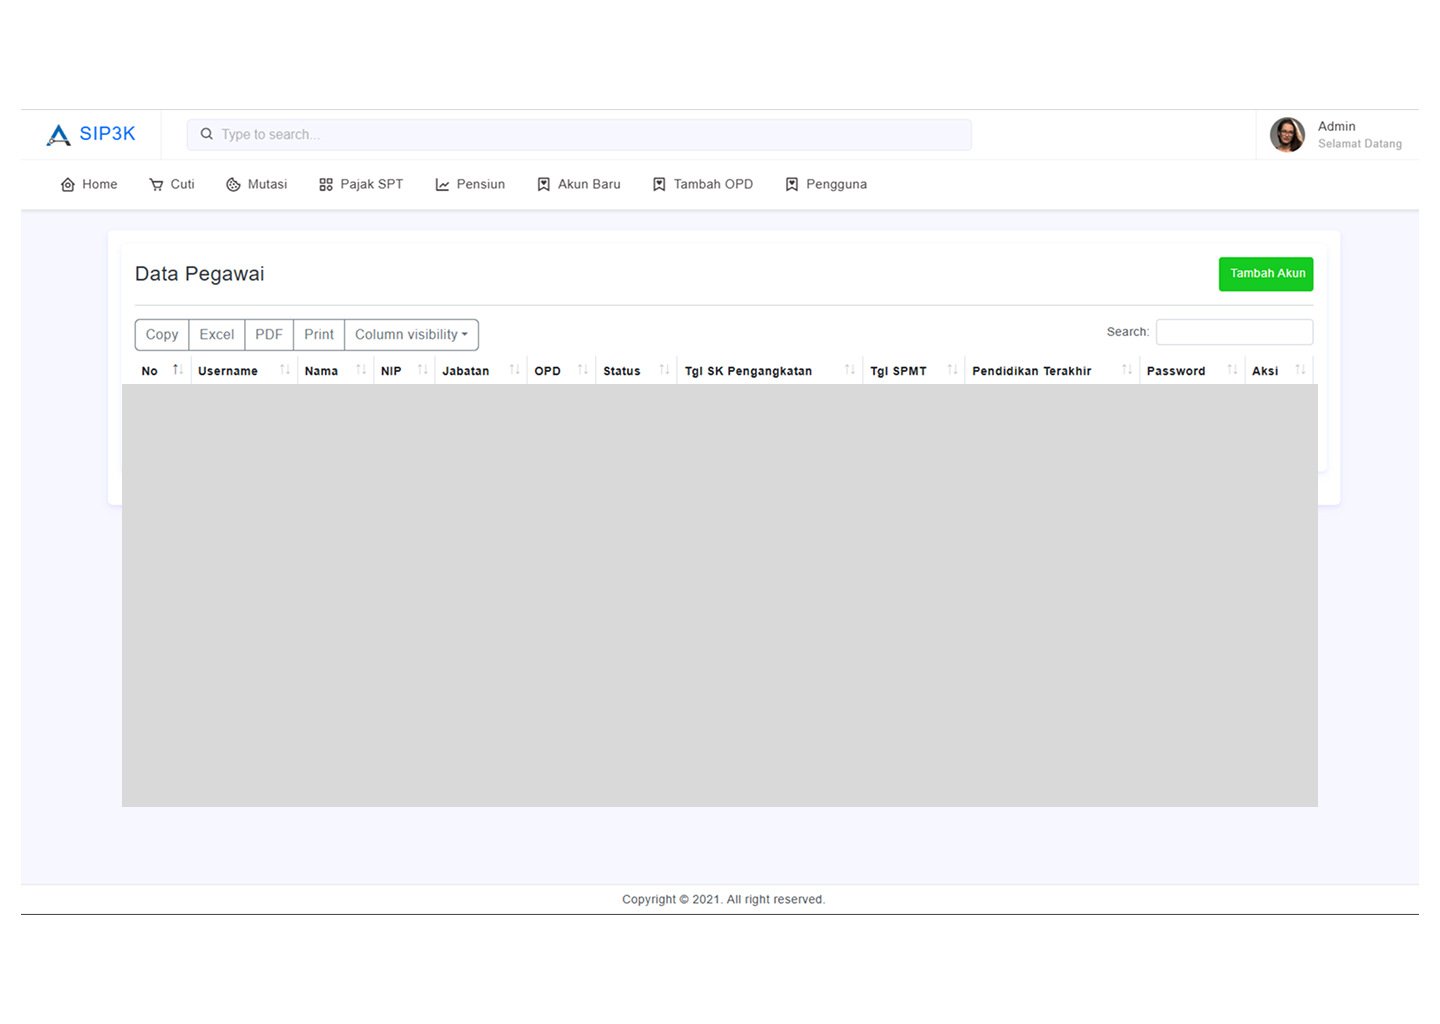 SIP3K
Type to search...
Admin
Selamat Datang
Home Cuti Mutasi Pajak SPT Pensiun Akun Baru Tambah OPD Pengguna
Data Pegawai
Tambah Akun
Copy Excel PDF Print Column visibility
Search:
No Username Nama NIP Jabatan OPD Status Tgl SK Pengangkatan Tgl SPMT Pendidikan Terakhir Password Aksi
Copyright © 2021. All right reserved.